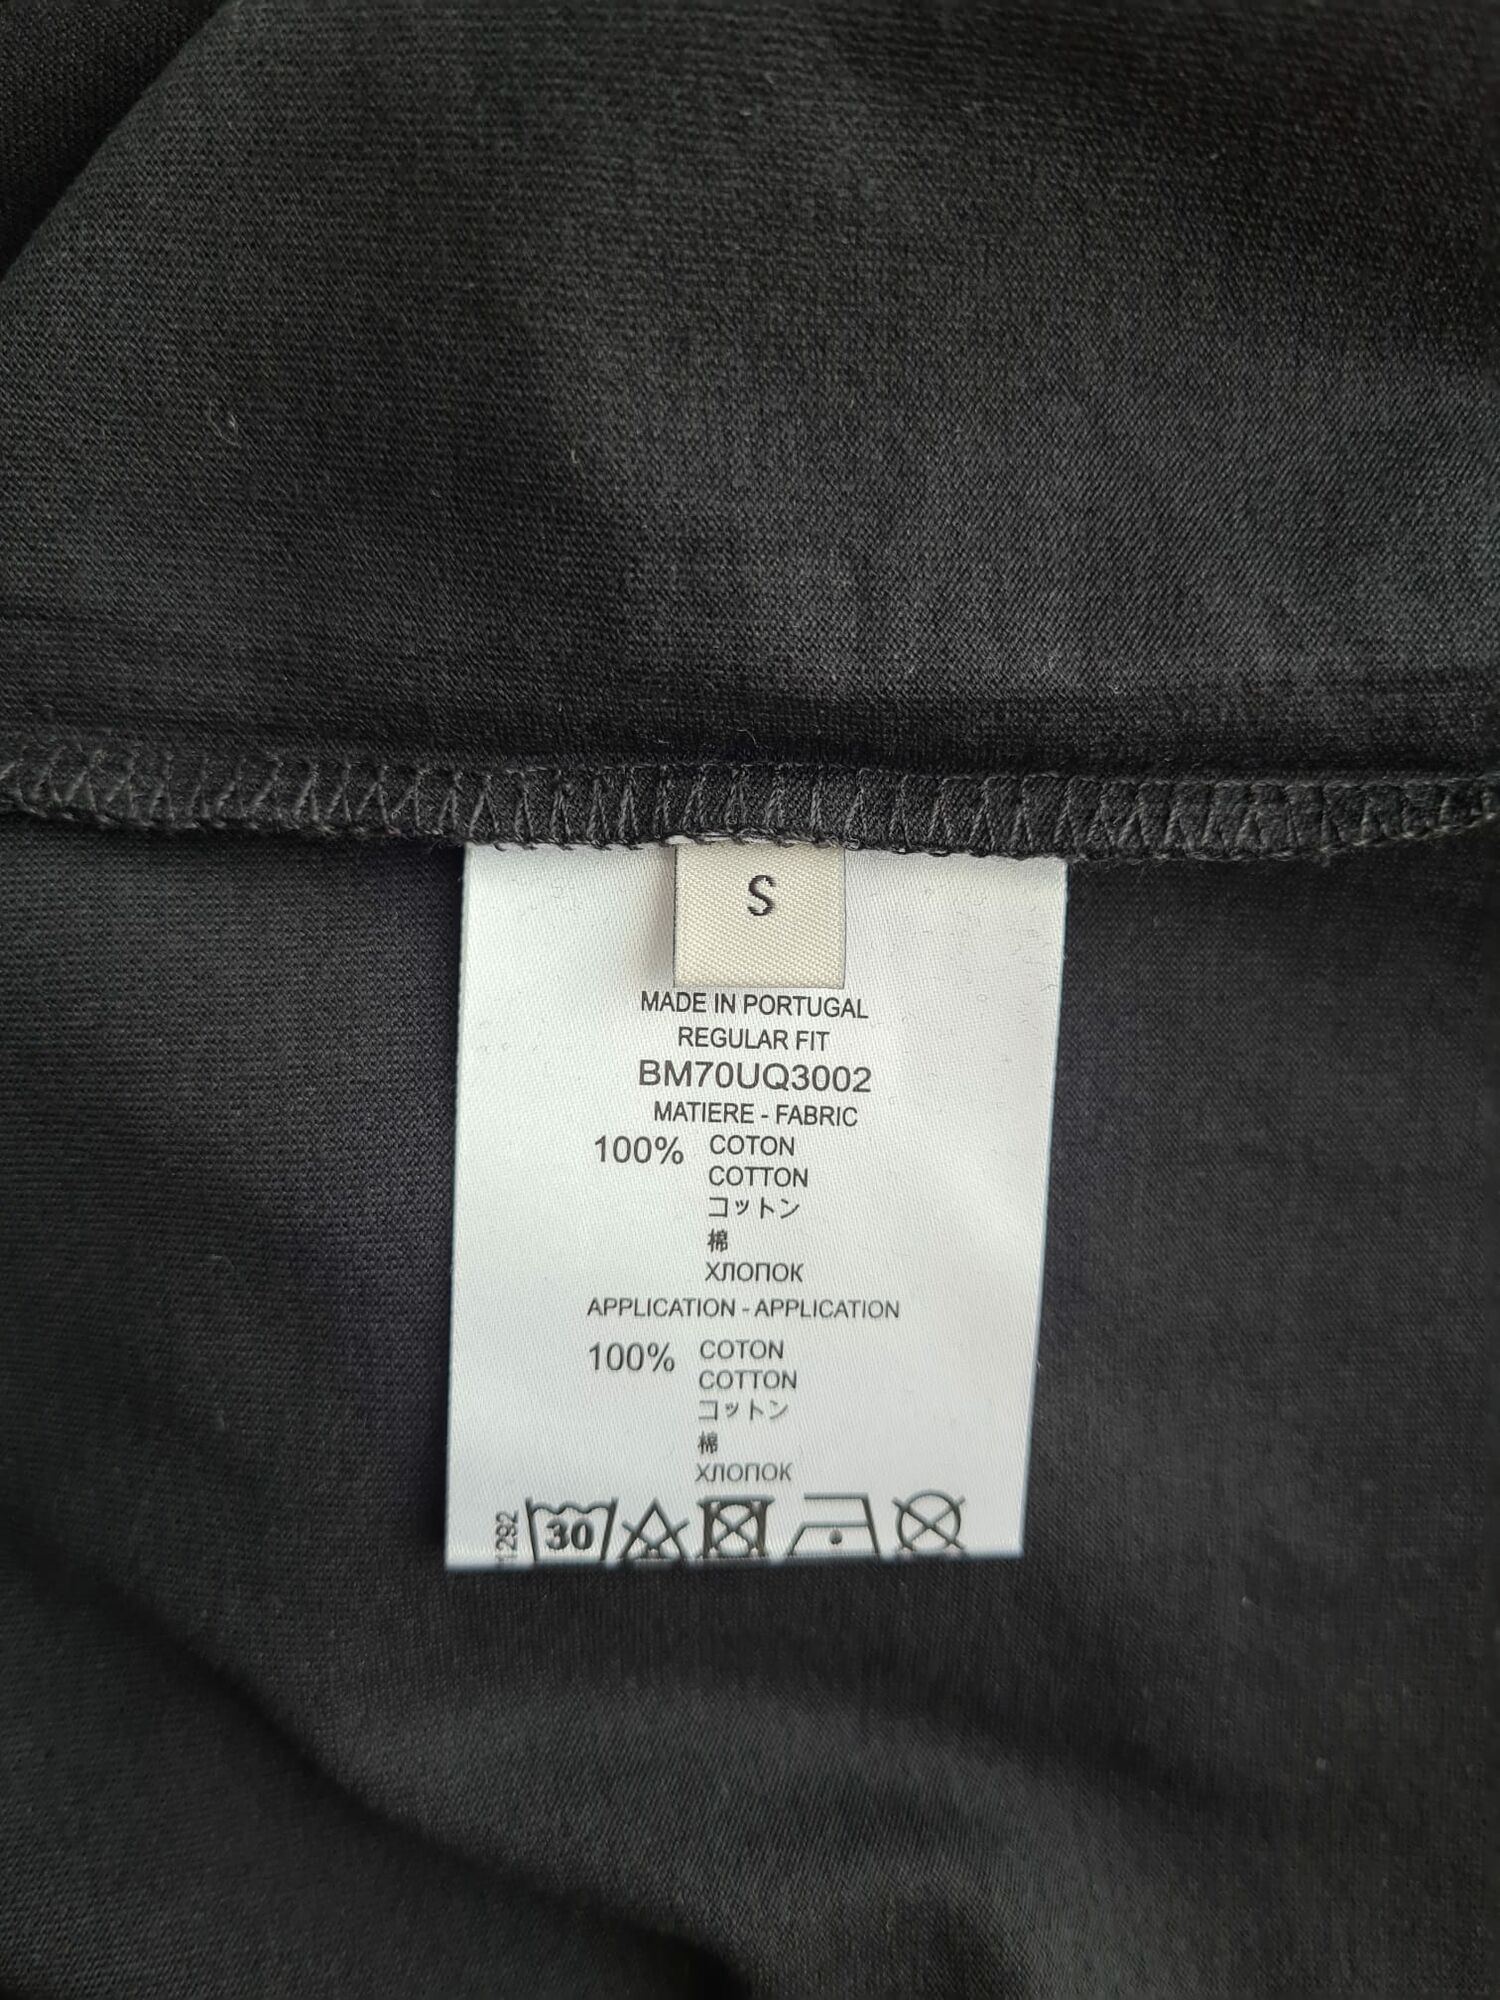 S
MADE IN PORTUGAL
REGULAR FIT
BM70UQ3002
MATIERE - FABRIC
100% COTON
COTTON
コットン
棉
ХЛОПОК
APPLICATION - APPLICATION
100% COTON
COTTON
コットン
棉
ХЛОПОК
1292
30